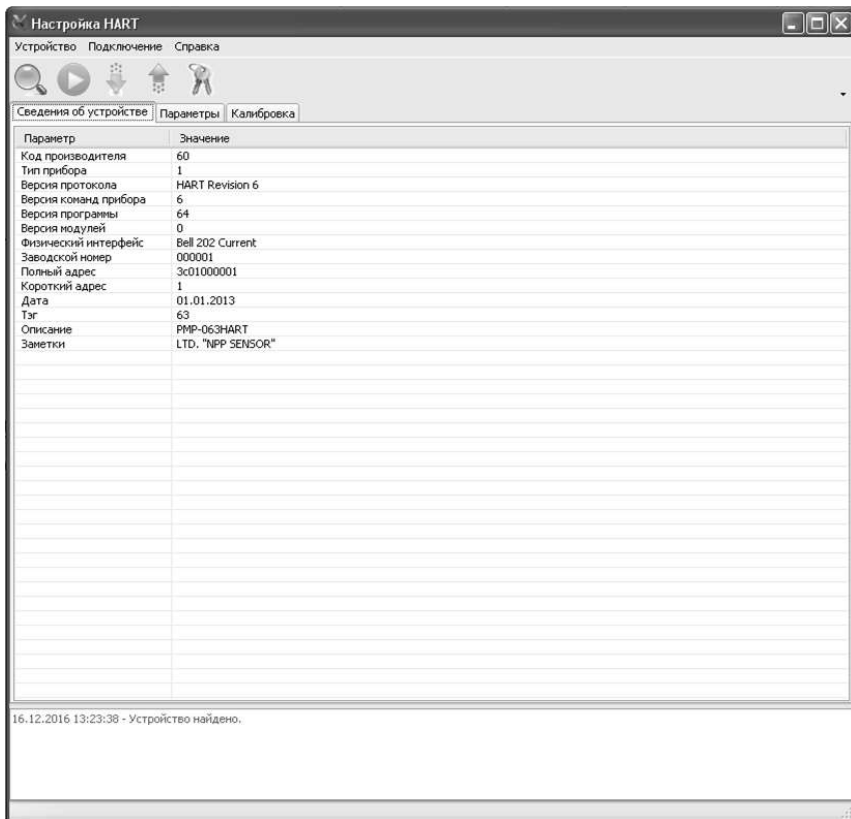 Настройка HART
Устройство Подключение Справка
Сведения об устройстве Параметры Калибровка
Параметр Значение
Код производителя 60
Тип прибора 1
Версия протокола HART Revision 6
Версия команд прибора 6
Версия программы 64
Версия модулей 0
Физический интерфейс Bell 202 Current
Заводской номер 000001
Полный адрес 3c01000001
Короткий адрес 1
Дата 01.01.2013
Тэг 63
Описание PMP-063HART
Заметки LTD. "NPP SENSOR"
16.12.2016 13:23:38 - Устройство найдено.